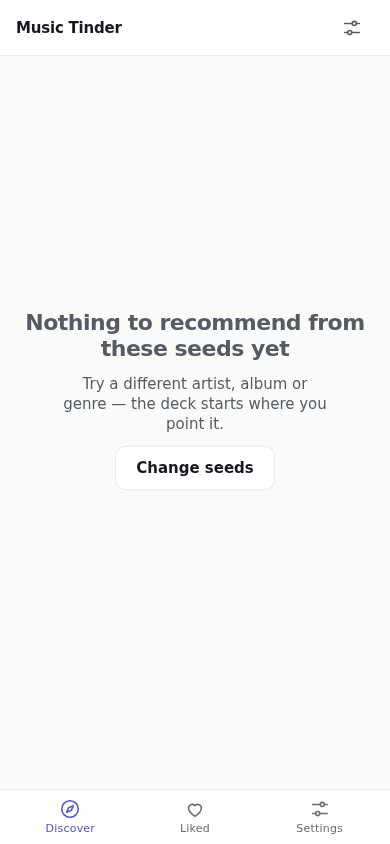 Music Tinder
Nothing to recommend from
these seeds yet
Try a different artist, album or
genre — the deck starts where you
point it.
Change seeds
Discover
Liked
Settings